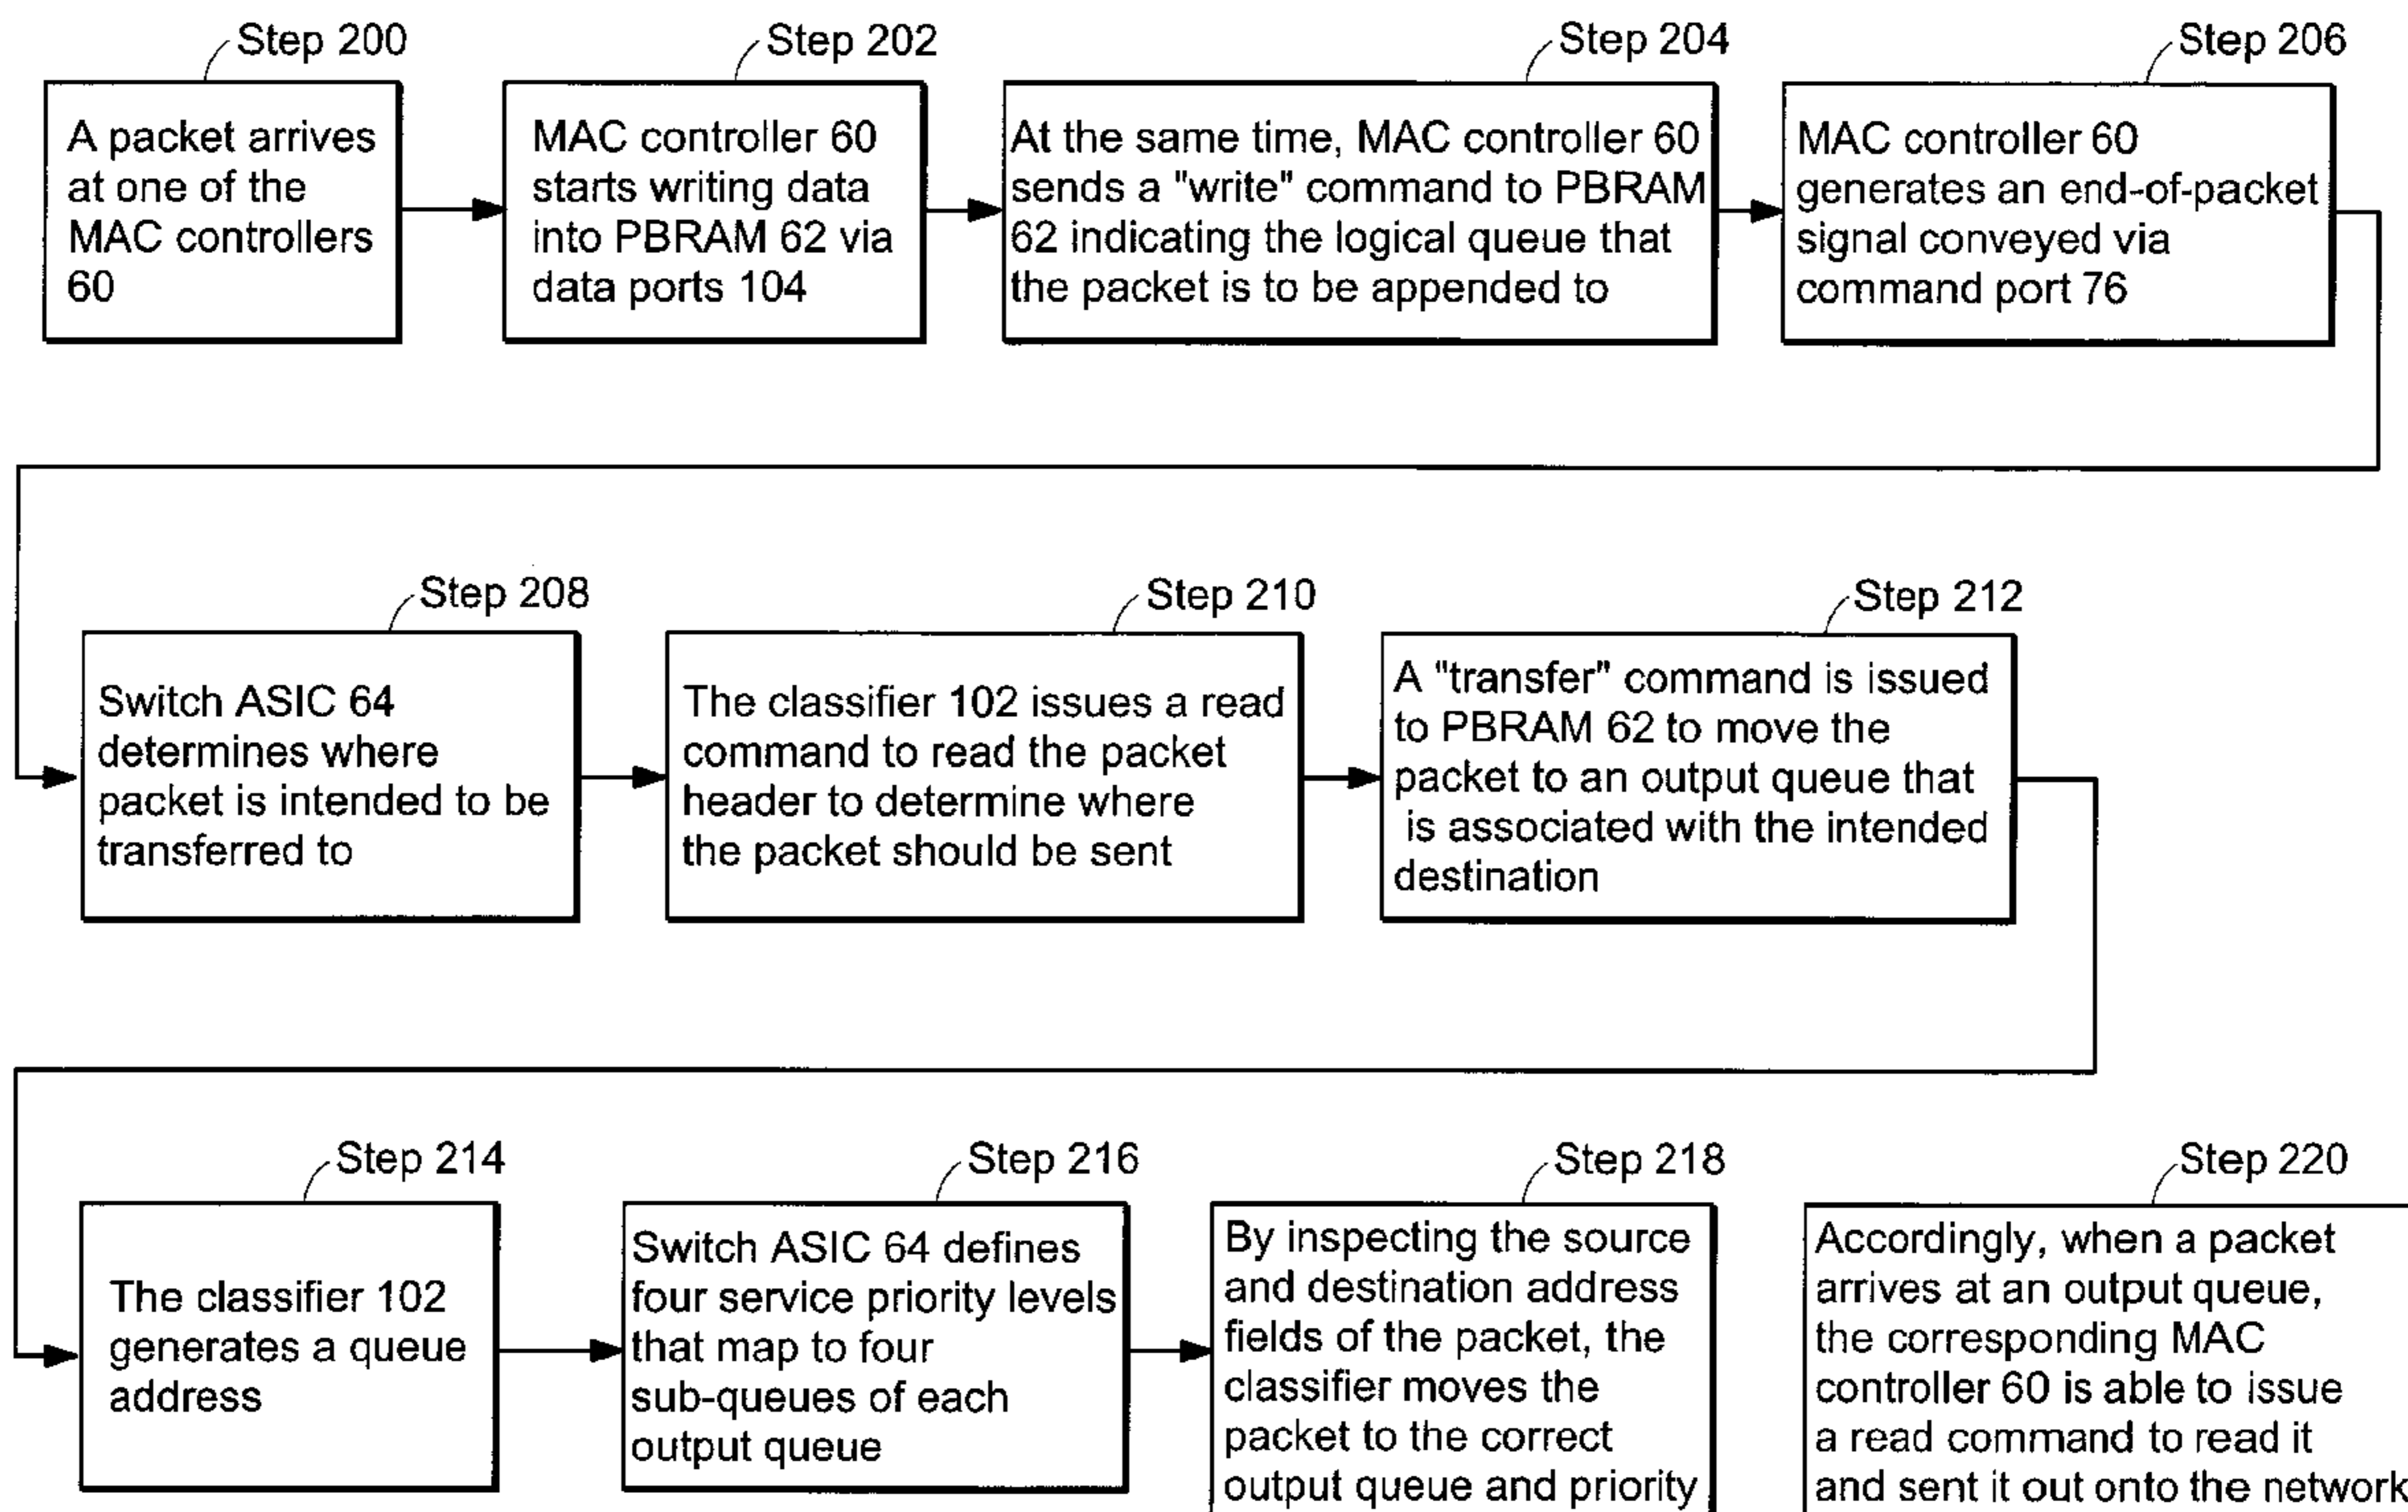 Step 200
A packet arrives
at one of the
MAC controllers
60
Step 202
MAC controller 60
starts writing data
into PBRAM 62 via
data ports 104
Step 204
At the same time, MAC controller 60
sends a "write" command to PBRAM
62 indicating the logical queue that
the packet is to be appended to
Step 206
MAC controller 60
generates an end-of-packet
signal conveyed via
command port 76
Step 208
Switch ASIC 64
determines where
packet is intended to be
transferred to
Step 210
The classifier 102 issues a read
command to read the packet
header to determine where
the packet should be sent
Step 212
A "transfer" command is issued
to PBRAM 62 to move the
packet to an output queue that
is associated with the intended
destination
Step 214
The classifier 102
generates a queue
address
Step 216
Switch ASIC 64 defines
four service priority levels
that map to four
sub-queues of each
output queue
Step 218
By inspecting the source
and destination address
fields of the packet, the
classifier moves the
packet to the correct
output queue and priority
Step 220
Accordingly, when a packet
arrives at an output queue,
the corresponding MAC
controller 60 is able to issue
a read command to read it
and sent it out onto the network